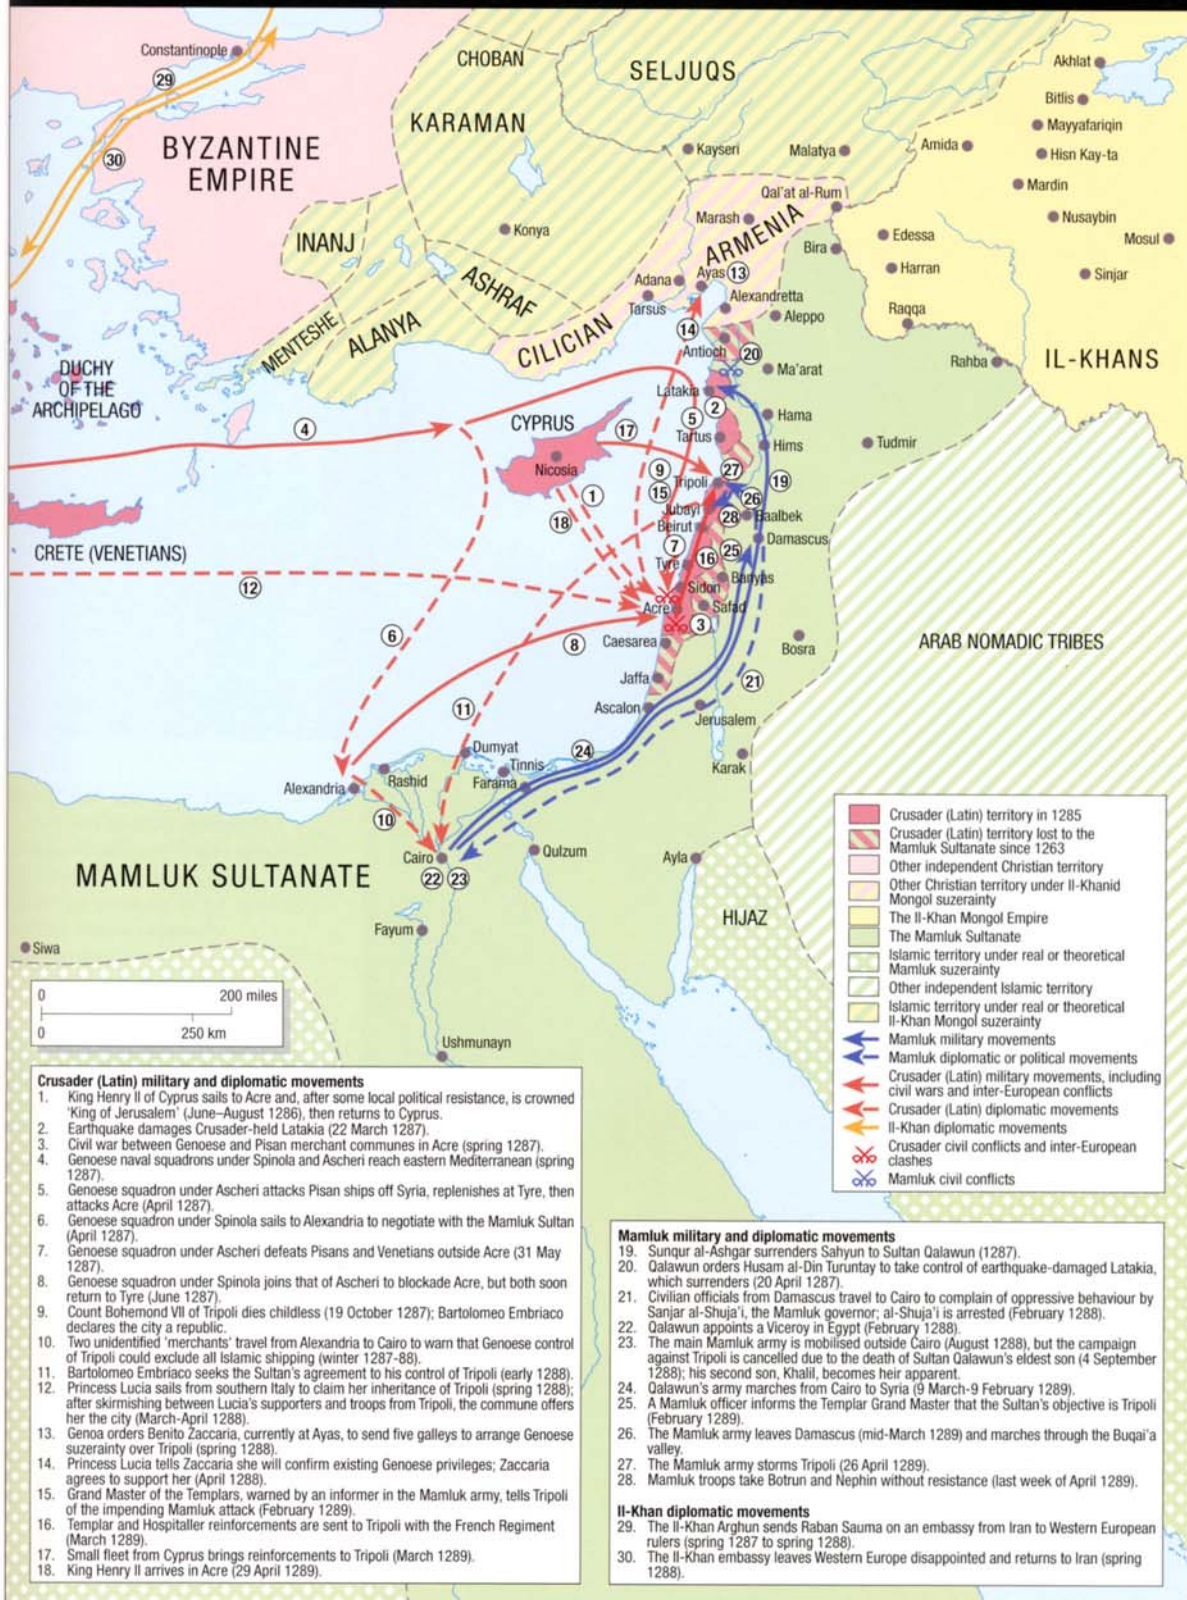 Constantinople
29
30
BYZANTINE
EMPIRE
CHOBAN
KARAMAN
SELJUQS
Kayseri
Malatya
Akhlat
Bitlis
Mayyafariqin
Amida
Hisn Kay-ta
Mardin
Nusaybin
Mosul
Sinjar
Edessa
Harran
Raqqa
Qal'at al-Rum
Marash
ARMENIA
Bira
INANJ
Konya
ASHRAF
MENTESHE
ALANYA
CILICIAN
Adana
Ayas
13
Tarsus
Alexandretta
Aleppo
14
Antioch
20
IL-KHANS
Rahba
DUCHY
OF THE
ARCHIPELAGO
Ma'arat
Latakia
2
CYPRUS
17
5
Hama
4
Tartus
Hims
Tudmir
Nicosia
9
27
Tripoli
19
1
15
26
Jubayl
28
Baalbek
18
Beirut
Damascus
CRETE (VENETIANS)
7
16
25
Tyre
Banyas
12
Sidon
Acre
Safad
3
6
8
Caesarea
Bosra
ARAB NOMADIC TRIBES
Jaffa
21
11
Ascalon
Jerusalem
24
Dumyat
Tinnis
Karak
Alexandria
Rashid
Farama
10
Cairo
Qulzum
Ayla
22
23
MAMLUK SULTANATE
HIJAZ
Fayum
Siwa
Ushmunayn
0
200 miles
0
250 km
Crusader (Latin) territory in 1285
Crusader (Latin) territory lost to the
Mamluk Sultanate since 1263
Other independent Christian territory
Other Christian territory under Il-Khanid
Mongol suzerainty
The Il-Khan Mongol Empire
The Mamluk Sultanate
Islamic territory under real or theoretical
Mamluk suzerainty
Other independent Islamic territory
Islamic territory under real or theoretical
Il-Khan Mongol suzerainty
Mamluk military movements
Mamluk diplomatic or political movements
Crusader (Latin) military movements, including
civil wars and inter-European conflicts
Crusader (Latin) diplomatic movements
Il-Khan diplomatic movements
Crusader civil conflicts and inter-European
clashes
Mamluk civil conflicts
Crusader (Latin) military and diplomatic movements
1. King Henry II of Cyprus sails to Acre and, after some local political resistance, is crowned
'King of Jerusalem' (June–August 1286), then returns to Cyprus.
2. Earthquake damages Crusader-held Latakia (22 March 1287).
3. Civil war between Genoese and Pisan merchant communes in Acre (spring 1287).
4. Genoese naval squadrons under Spinola and Ascheri reach eastern Mediterranean (spring
1287).
5. Genoese squadron under Ascheri attacks Pisan ships off Syria, replenishes at Tyre, then
attacks Acre (April 1287).
6. Genoese squadron under Spinola sails to Alexandria to negotiate with the Mamluk Sultan
(April 1287).
7. Genoese squadron under Ascheri defeats Pisans and Venetians outside Acre (31 May
1287).
8. Genoese squadron under Spinola joins that of Ascheri to blockade Acre, but both soon
return to Tyre (June 1287).
9. Count Bohemond VII of Tripoli dies childless (19 October 1287); Bartolomeo Embriaco
declares the city a republic.
10. Two unidentified 'merchants' travel from Alexandria to Cairo to warn that Genoese control
of Tripoli could exclude all Islamic shipping (winter 1287-88).
11. Bartolomeo Embriaco seeks the Sultan's agreement to his control of Tripoli (early 1288).
12. Princess Lucia sails from southern Italy to claim her inheritance of Tripoli (spring 1288);
after skirmishing between Lucia's supporters and troops from Tripoli, the commune offers
her the city (March-April 1288).
13. Genoa orders Benito Zaccaria, currently at Ayas, to send five galleys to arrange Genoese
suzerainty over Tripoli (spring 1288).
14. Princess Lucia tells Zaccaria she will confirm existing Genoese privileges; Zaccaria
agrees to support her (April 1288).
15. Grand Master of the Templars, warned by an informer in the Mamluk army, tells Tripoli
of the impending Mamluk attack (February 1289).
16. Templar and Hospitaller reinforcements are sent to Tripoli with the French Regiment
(March 1289).
17. Small fleet from Cyprus brings reinforcements to Tripoli (March 1289).
18. King Henry II arrives in Acre (29 April 1289).
Mamluk military and diplomatic movements
19. Sunqur al-Ashgar surrenders Sahyun to Sultan Qalawun (1287).
20. Qalawun orders Husam al-Din Turuntay to take control of earthquake-damaged Latakia,
which surrenders (20 April 1287).
21. Civilian officials from Damascus travel to Cairo to complain of oppressive behaviour by
Sanjar al-Shuja'i, the Mamluk governor; al-Shuja'i is arrested (February 1288).
22. Qalawun appoints a Viceroy in Egypt (February 1288).
23. The main Mamluk army is mobilised outside Cairo (August 1288), but the campaign
against Tripoli is cancelled due to the death of Sultan Qalawun's eldest son (4 September
1288); his second son, Khalil, becomes heir apparent.
24. Qalawun's army marches from Cairo to Syria (9 March-9 February 1289).
25. A Mamluk officer informs the Templar Grand Master that the Sultan's objective is Tripoli
(February 1289).
26. The Mamluk army leaves Damascus (mid-March 1289) and marches through the Buqai'a
valley.
27. The Mamluk army storms Tripoli (26 April 1289).
28. Mamluk troops take Botrun and Nephin without resistance (last week of April 1289).
Il-Khan diplomatic movements
29. The Il-Khan Arghun sends Raban Sauma on an embassy from Iran to Western European
rulers (spring 1287 to spring 1288).
30. The Il-Khan embassy leaves Western Europe disappointed and returns to Iran (spring
1288).